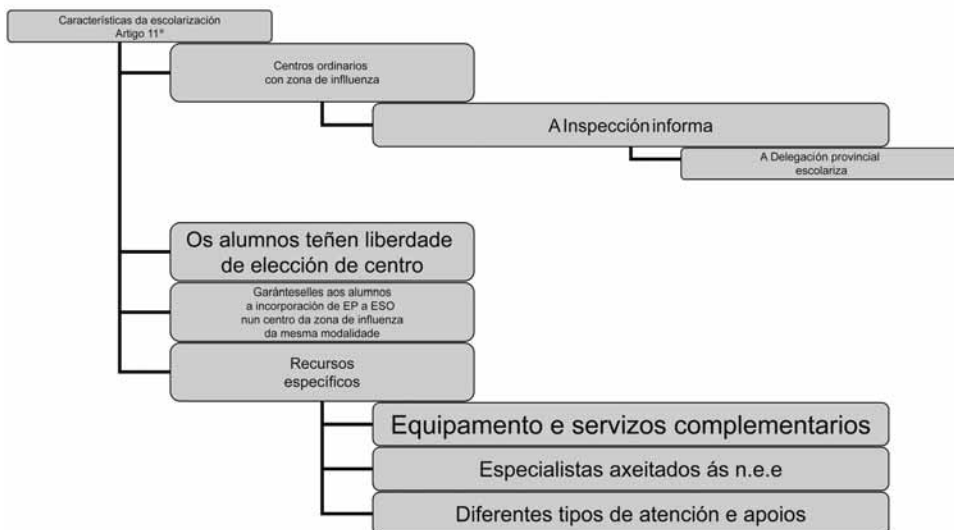 Características da escolarización
Artigo 11º
Centros ordinarios
con zona de inflluenza
A Inspección informa
A Delegación provincial
escolariza
Os alumnos teñen liberdade
de elección de centro
Garánteselles aos alumnos
a incorporación de EP a ESO
nun centro da zona de influenza
da mesma modalidade
Recursos
específicos
Equipamento e servizos complementarios
Especialistas axeitados ás n.e.e
Diferentes tipos de atención e apoios